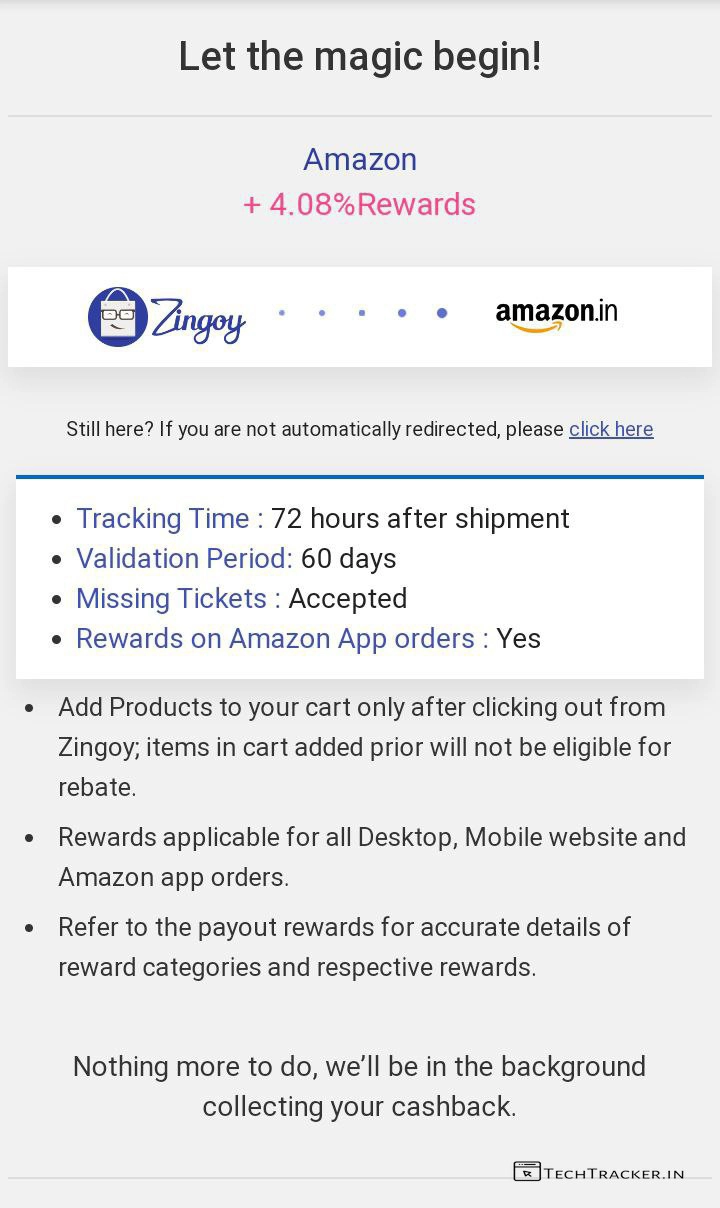 Let the magic begin!
Amazon
+ 4.08%Rewards
Zingoy
amazon.in
Still here? If you are not automatically redirected, please click here
• Tracking Time : 72 hours after shipment
• Validation Period: 60 days
• Missing Tickets : Accepted
• Rewards on Amazon App orders : Yes
• Add Products to your cart only after clicking out from
Zingoy; items in cart added prior will not be eligible for
rebate.
• Rewards applicable for all Desktop, Mobile website and
Amazon app orders.
• Refer to the payout rewards for accurate details of
reward categories and respective rewards.
Nothing more to do, we’ll be in the background
collecting your cashback.
TECHTRACKER.IN